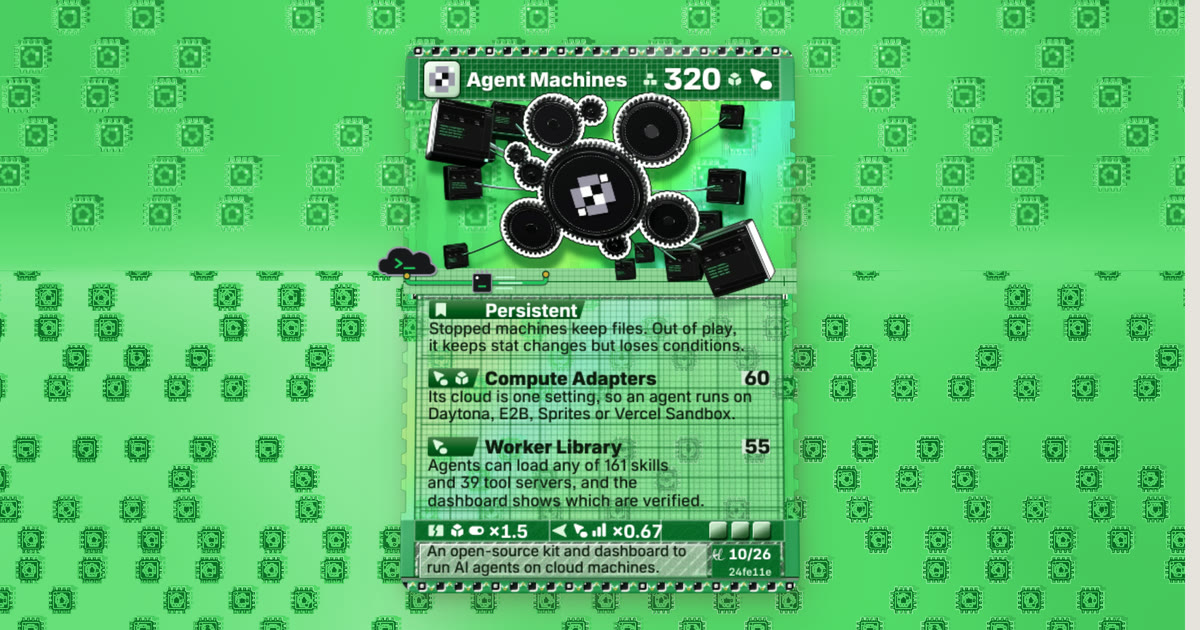 Agent Machines 320
Persistent
Stopped machines keep files. Out of play,
it keeps stat changes but loses conditions.
Compute Adapters 60
Its cloud is one setting, so an agent runs on
Daytona, E2B, Sprites or Vercel Sandbox.
Worker Library 55
Agents can load any of 161 skills
and 39 tool servers, and the
dashboard shows which are verified.
×1.5 ×0.67
An open-source kit and dashboard to
run AI agents on cloud machines.
10/26
24fe11e